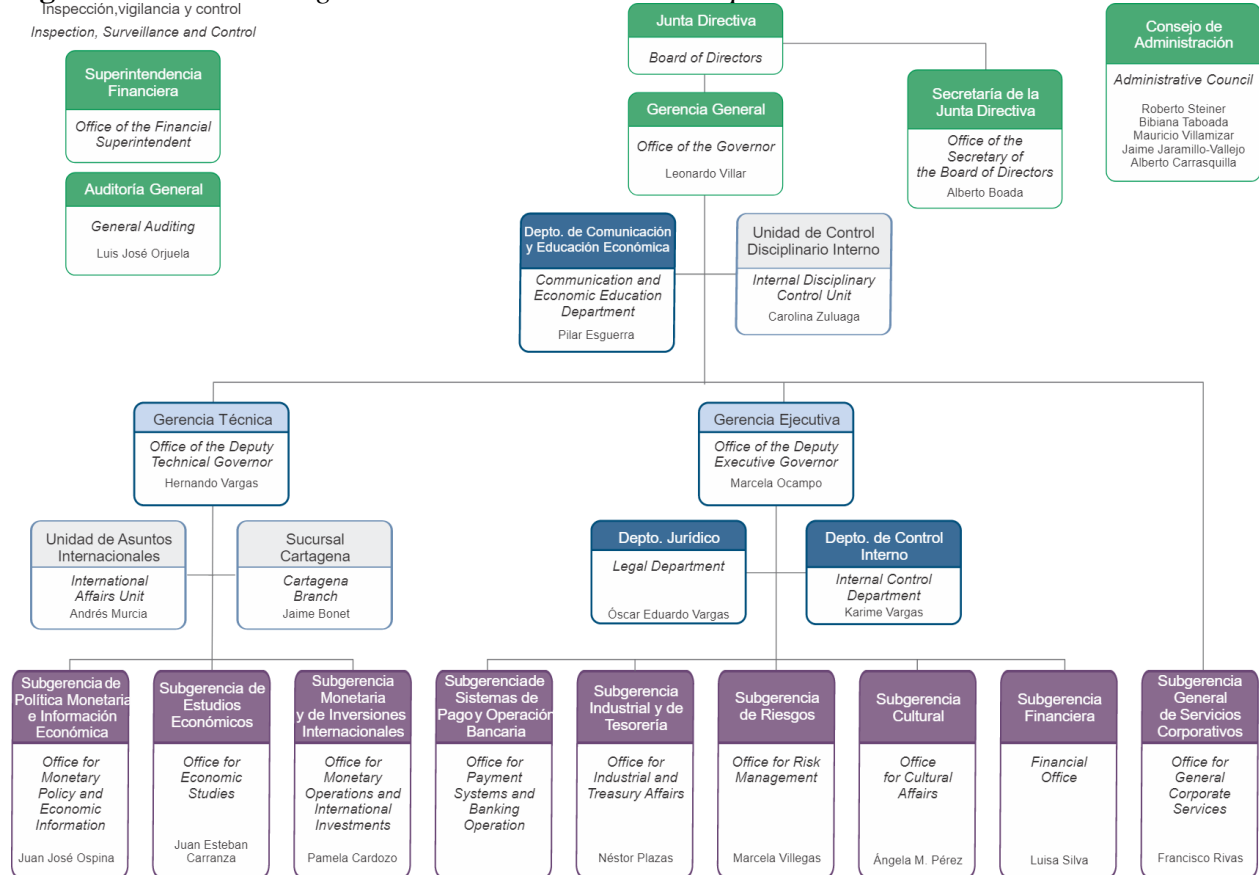 Inspección,vigilancia y control
Inspection, Surveillance and Control
Superintendencia
Financiera
Office of the Financial
Superintendent
Auditoría General
General Auditing
Luis José Orjuela
Junta Directiva
Board of Directors
Gerencia General
Office of the Governor
Leonardo Villar
Secretaría de la
Junta Directiva
Office of the
Secretary of
the Board of Directors
Alberto Boada
Consejo de
Administración
Administrative Council
Roberto Steiner
Bibiana Taboada
Mauricio Villamizar
Jaime Jaramillo-Vallejo
Alberto Carrasquilla
Depto. de Comunicación
y Educación Económica
Communication and
Economic Education
Department
Pilar Esguerra
Unidad de Control
Disciplinario Interno
Internal Disciplinary
Control Unit
Carolina Zuluaga
Gerencia Técnica
Office of the Deputy
Technical Governor
Hernando Vargas
Gerencia Ejecutiva
Office of the Deputy
Executive Governor
Marcela Ocampo
Unidad de Asuntos
Internacionales
International
Affairs Unit
Andrés Murcia
Sucursal
Cartagena
Cartagena
Branch
Jaime Bonet
Depto. Jurídico
Legal Department
Óscar Eduardo Vargas
Depto. de Control
Interno
Internal Control
Department
Karime Vargas
Subgerencia de
Política Monetaria
e Información
Económica
Office for
Monetary
Policy and
Economic
Information
Juan José Ospina
Subgerencia de
Estudios
Económicos
Office for
Economic
Studies
Juan Esteban
Carranza
Subgerencia
Monetaria
y de Inversiones
Internacionales
Office for
Monetary
Operations and
International
Investments
Pamela Cardozo
Subgerenciade
Sistemas de
Pago y Operación
Bancaria
Office for
Payment
Systems and
Banking
Operation
Subgerencia
Industrial y de
Tesorería
Office for
Industrial and
Treasury Affairs
Néstor Plazas
Subgerencia
de Riesgos
Office for Risk
Management
Marcela Villegas
Subgerencia
Cultural
Office
for Cultural
Affairs
Ángela M. Pérez
Subgerencia
Financiera
Financial
Office
Luisa Silva
Subgerencia
General
de Servicios
Corporativos
Office for
General
Corporate
Services
Francisco Rivas